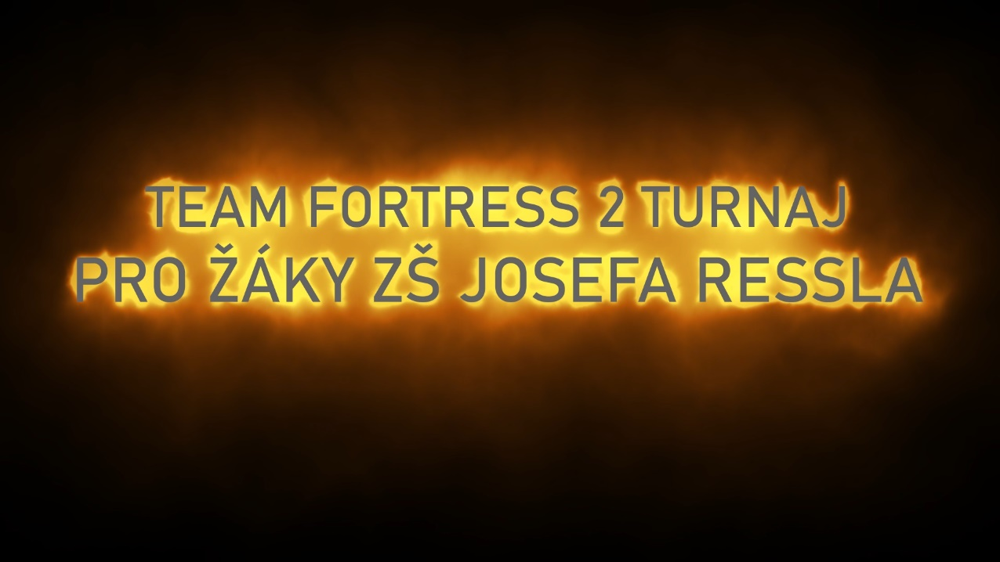 TEAM FORTRESS 2 TURNAJ
PRO ŽÁKY ZŠ JOSEFA RESSLA